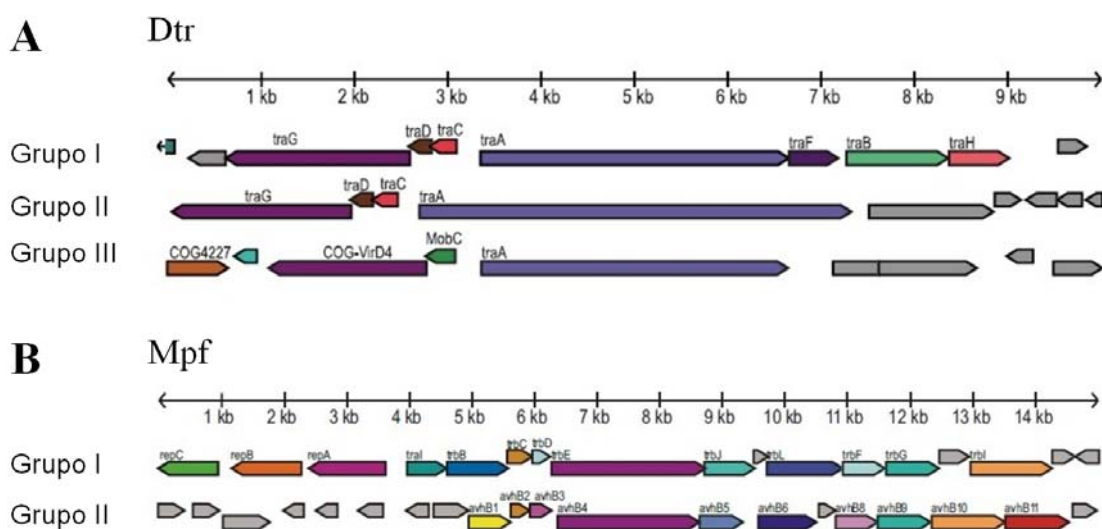 A Dtr
1 kb 2 kb 3 kb 4 kb 5 kb 6 kb 7 kb 8 kb 9 kb
traG traD traC traA traF traB traH
Grupo I
traG traD traC traA
Grupo II
COG4227 COG-VirD4 MobC traA
Grupo III
B Mpf
1 kb 2 kb 3 kb 4 kb 5 kb 6 kb 7 kb 8 kb 9 kb 10 kb 11 kb 12 kb 13 kb 14 kb
repC repB repA traI trbB trbC trbD trbE trbJ trbL trbF trbG trbI
Grupo I
avhB1 avhB2 avhB3 avhB4 avhB5 avhB6 avhB8 avhB9 avhB10 avhB11
Grupo II